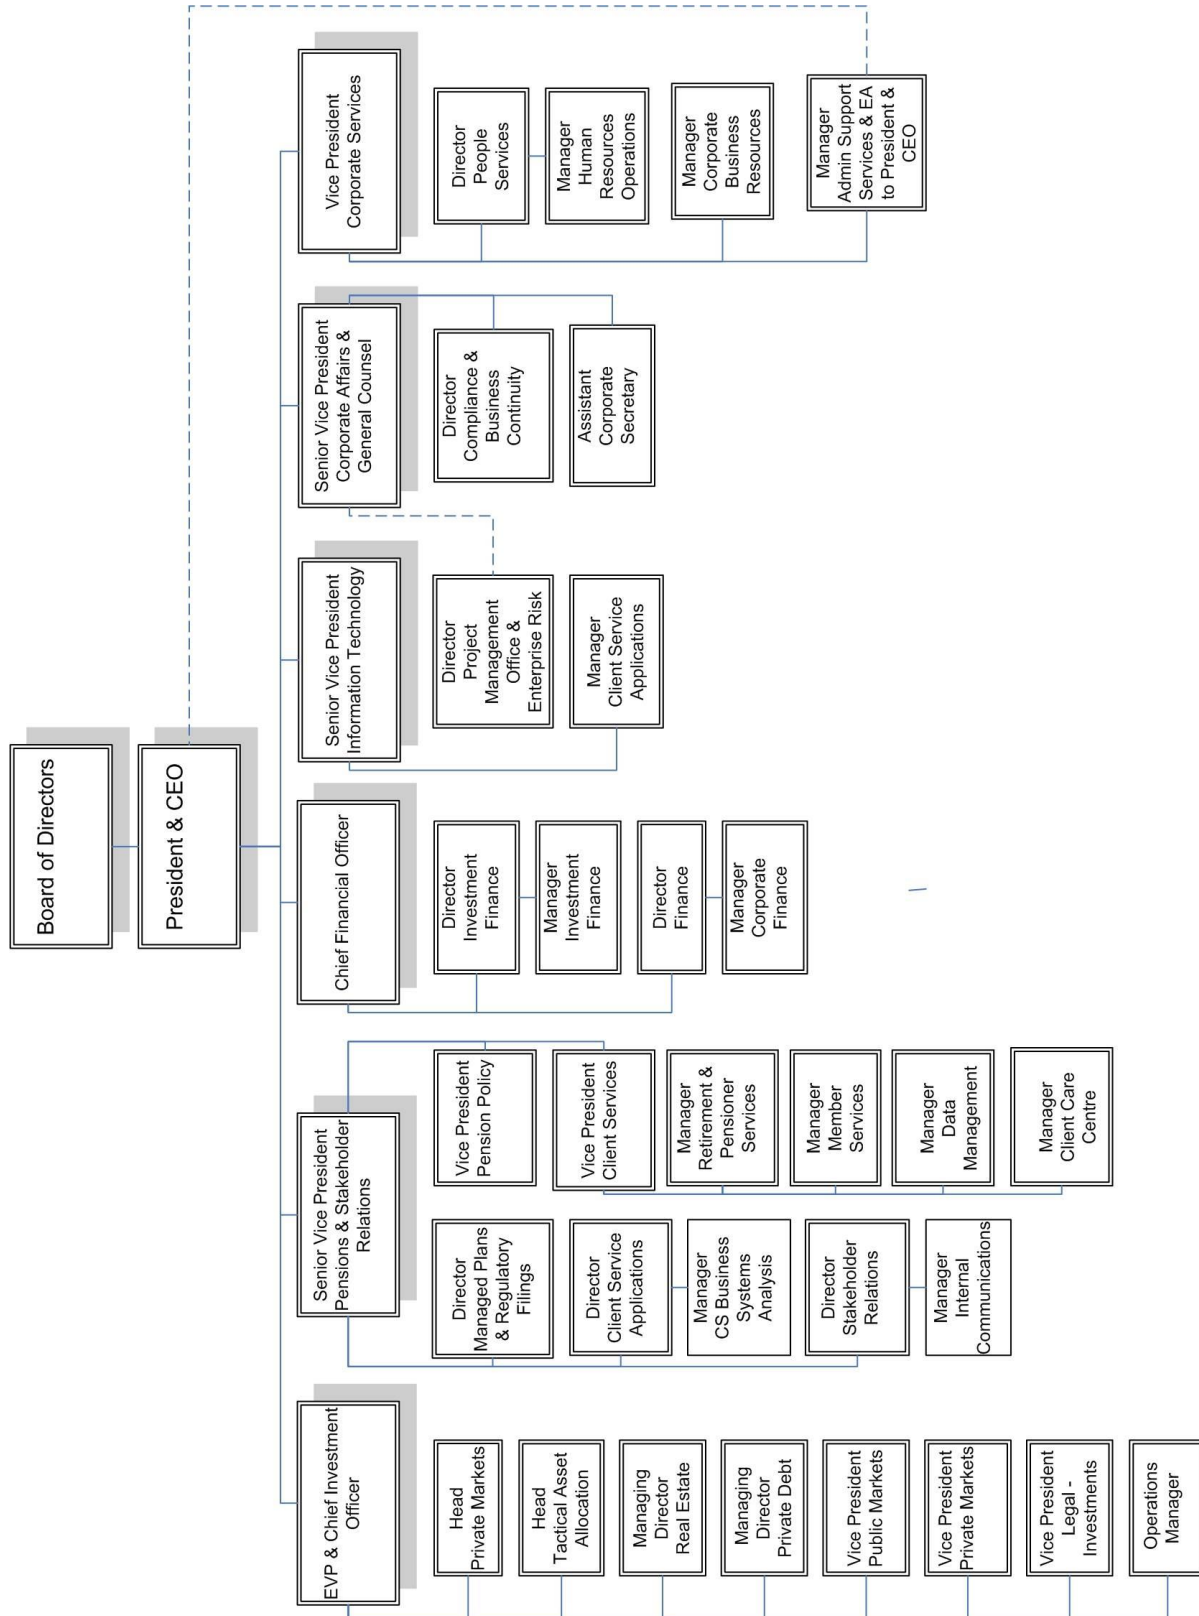 Board of Directors
President & CEO
EVP & Chief Investment
Officer
Head
Private Markets
Head
Tactical Asset
Allocation
Managing
Director
Real Estate
Managing
Director
Private Debt
Vice President
Public Markets
Vice President
Private Markets
Vice President
Legal -
Investments
Operations
Manager
Senior Vice President
Pensions & Stakeholder
Relations
Director
Managed Plans
& Regulatory
Filings
Director
Client Service
Applications
Manager
CS Business
Systems
Analysis
Director
Stakeholder
Relations
Manager
Internal
Communications
Vice President
Pension Policy
Vice President
Client Services
Manager
Retirement &
Pensioner
Services
Manager
Member
Services
Manager
Data
Management
Manager
Client Care
Centre
Chief Financial Officer
Director
Investment
Finance
Manager
Investment
Finance
Director
Finance
Manager
Corporate
Finance
Senior Vice President
Information Technology
Director
Project
Management
Office &
Enterprise Risk
Manager
Client Service
Applications
Senior Vice President
Corporate Affairs &
General Counsel
Director
Compliance &
Business
Continuity
Assistant
Corporate
Secretary
Vice President
Corporate Services
Director
People
Services
Manager
Human
Resources
Operations
Manager
Corporate
Business
Resources
Manager
Admin Support
Services & EA
to President &
CEO